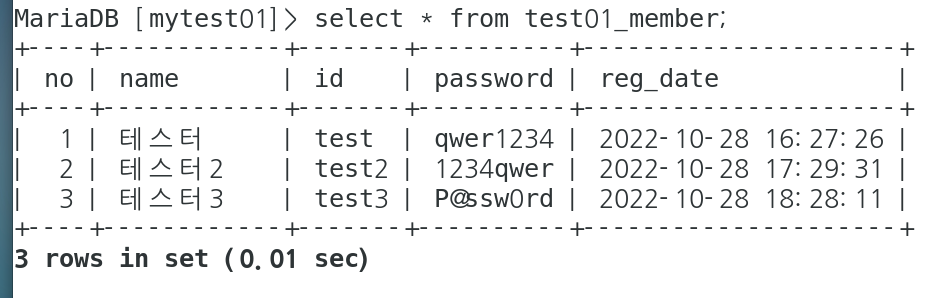 MariaDB [mytest01]> select * from test01_member;
+----+------------+-------+----------+---------------------+
| no | name       | id    | password | reg_date            |
+----+------------+-------+----------+---------------------+
|  1 | 테스터     | test  | qwer1234 | 2022-10-28 16:27:26 |
|  2 | 테스터2    | test2 | 1234qwer | 2022-10-28 17:29:31 |
|  3 | 테스터3    | test3 | P@ssw0rd | 2022-10-28 18:28:11 |
+----+------------+-------+----------+---------------------+
3 rows in set (0.01 sec)